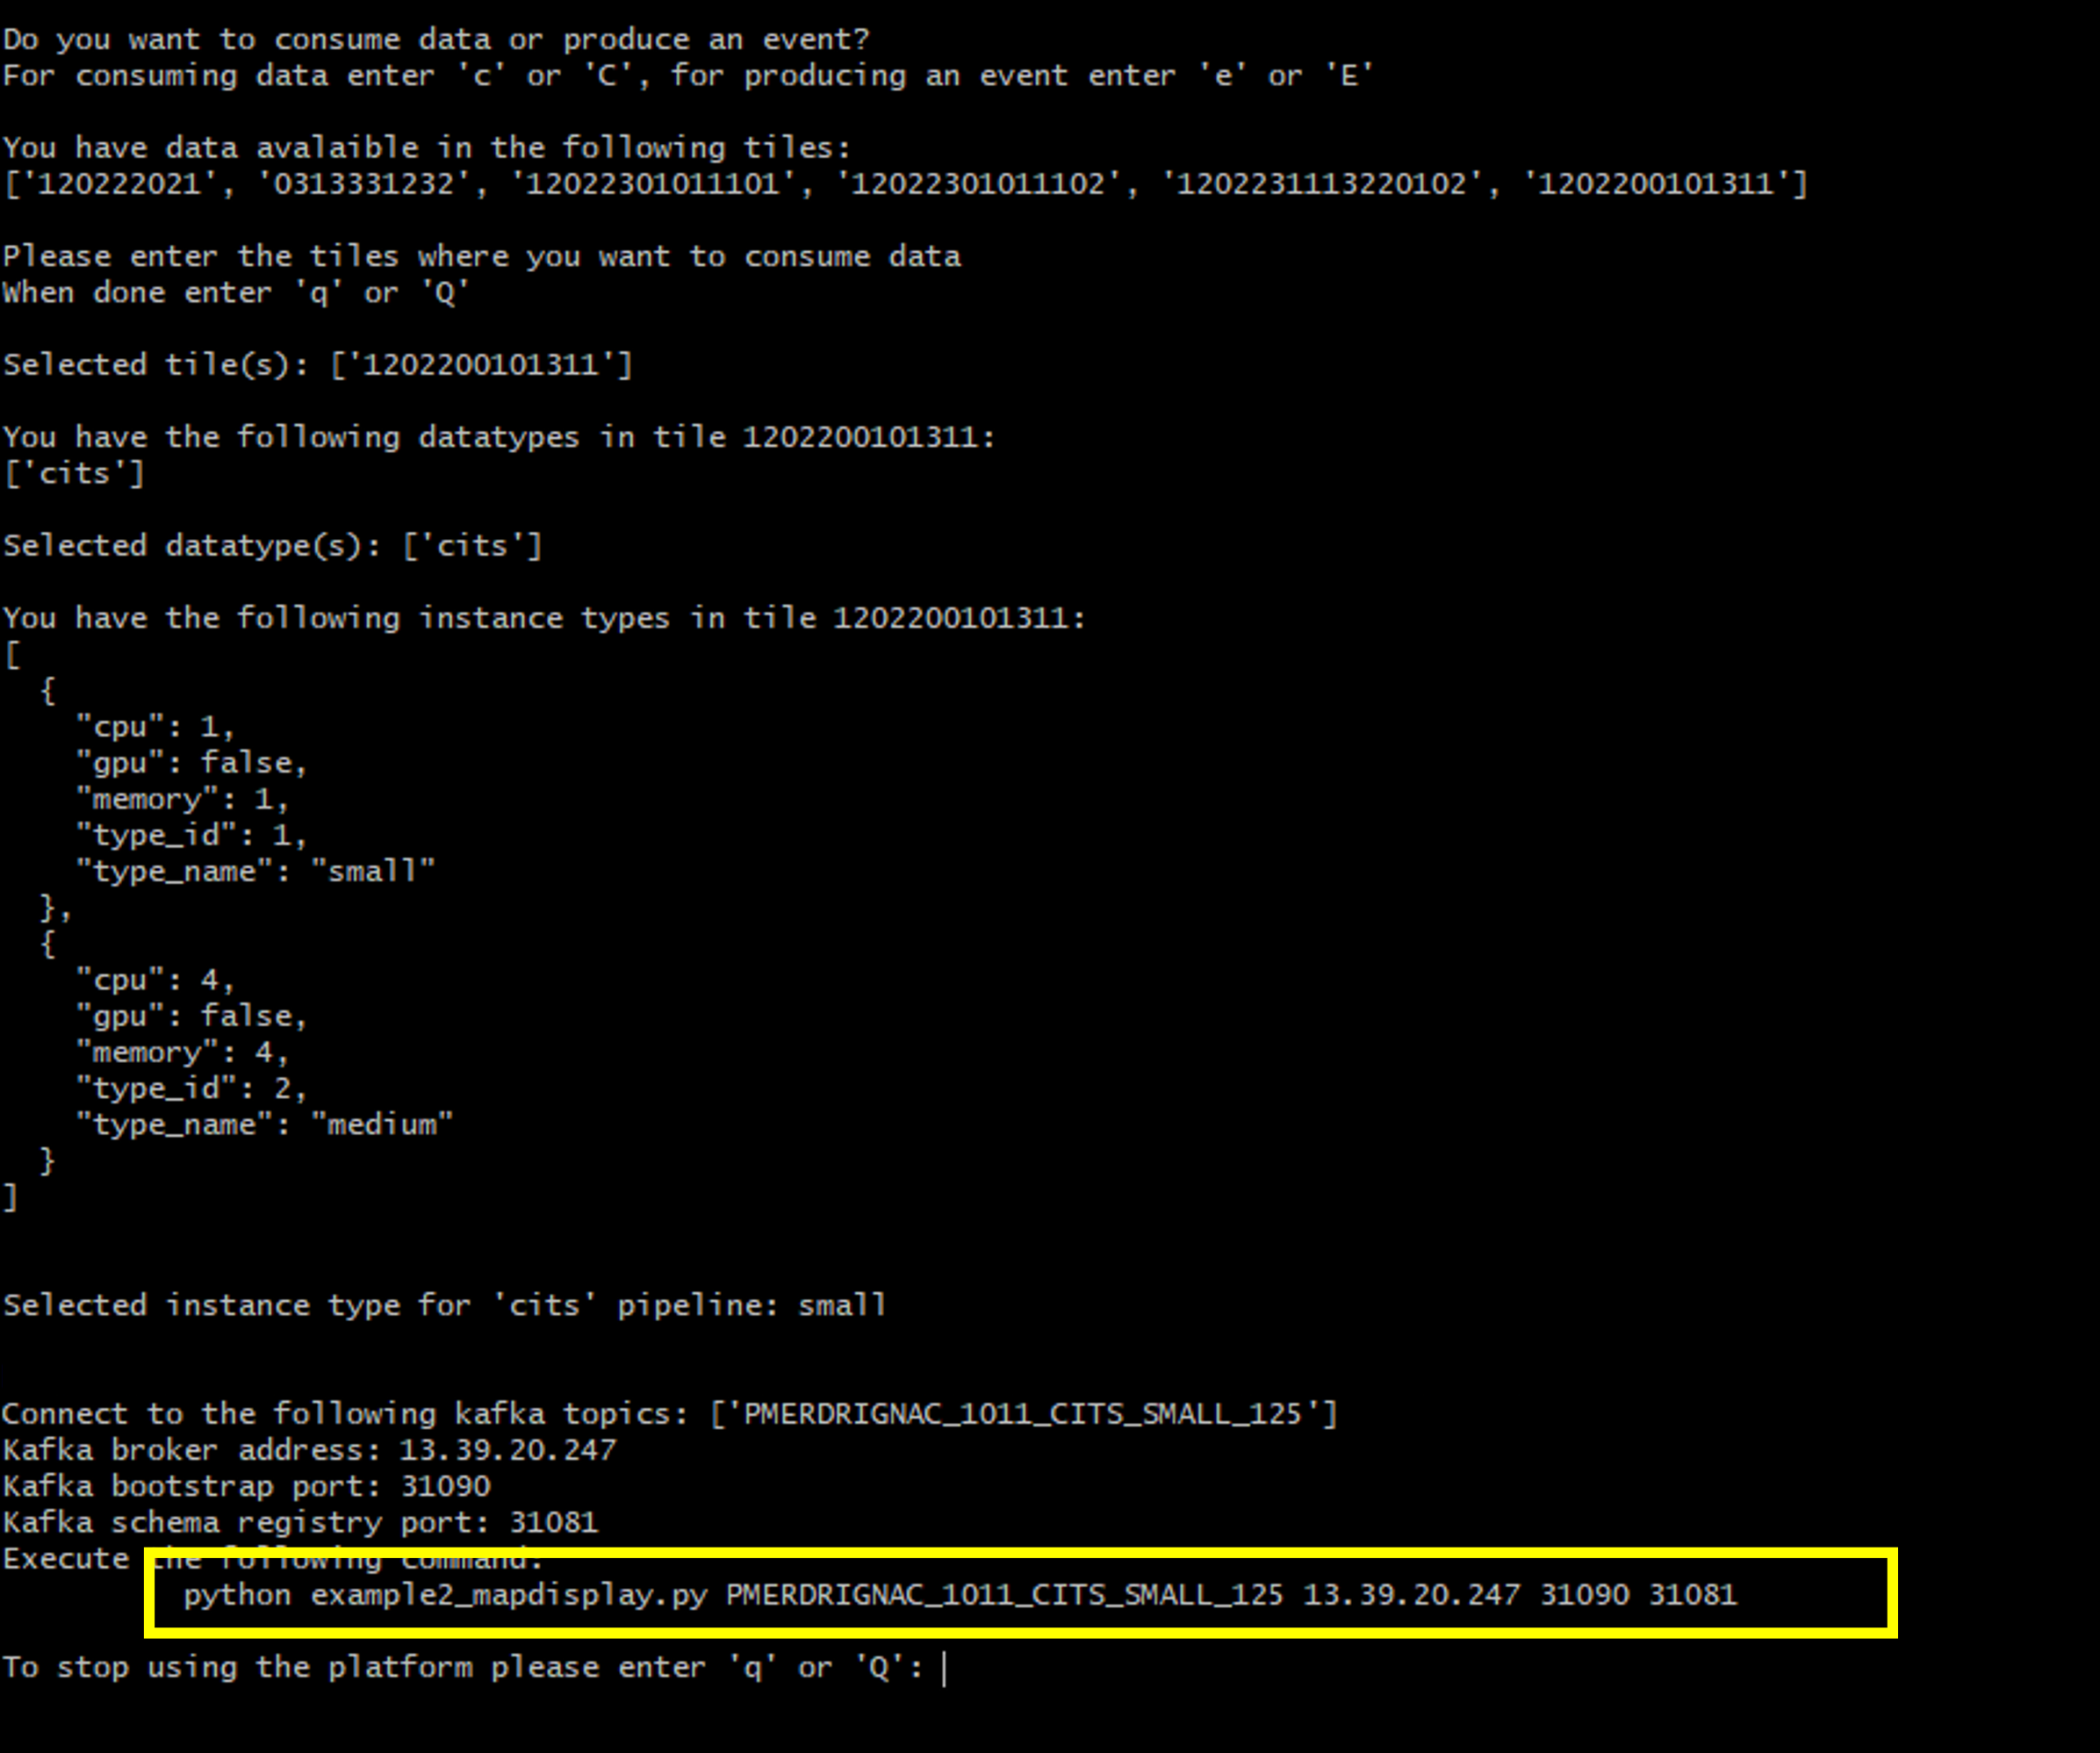 Do you want to consume data or produce an event?
For consuming data enter 'c' or 'C', for producing an event enter 'e' or 'E'
You have data avalaible in the following tiles:
['120222021', '0313331232', '12022301011101', '12022301011102', '1202231113220102', '1202200101311']
Please enter the tiles where you want to consume data
When done enter 'q' or 'Q'
Selected tile(s): ['1202200101311']
You have the following datatypes in tile 1202200101311:
['cits']
Selected datatype(s): ['cits']
You have the following instance types in tile 1202200101311:
[
{
"cpu": 1,
"gpu": false,
"memory": 1,
"type_id": 1,
"type_name": "small"
},
{
"cpu": 4,
"gpu": false,
"memory": 4,
"type_id": 2,
"type_name": "medium"
}
]
Selected instance type for 'cits' pipeline: small
Connect to the following kafka topics: ['PMERDRIGNAC_1011_CITS_SMALL_125']
Kafka broker address: 13.39.20.247
Kafka bootstrap port: 31090
Kafka schema registry port: 31081
Execute the following command:
python example2_mapdisplay.py PMERDRIGNAC_1011_CITS_SMALL_125 13.39.20.247 31090 31081
To stop using the platform please enter 'q' or 'Q':